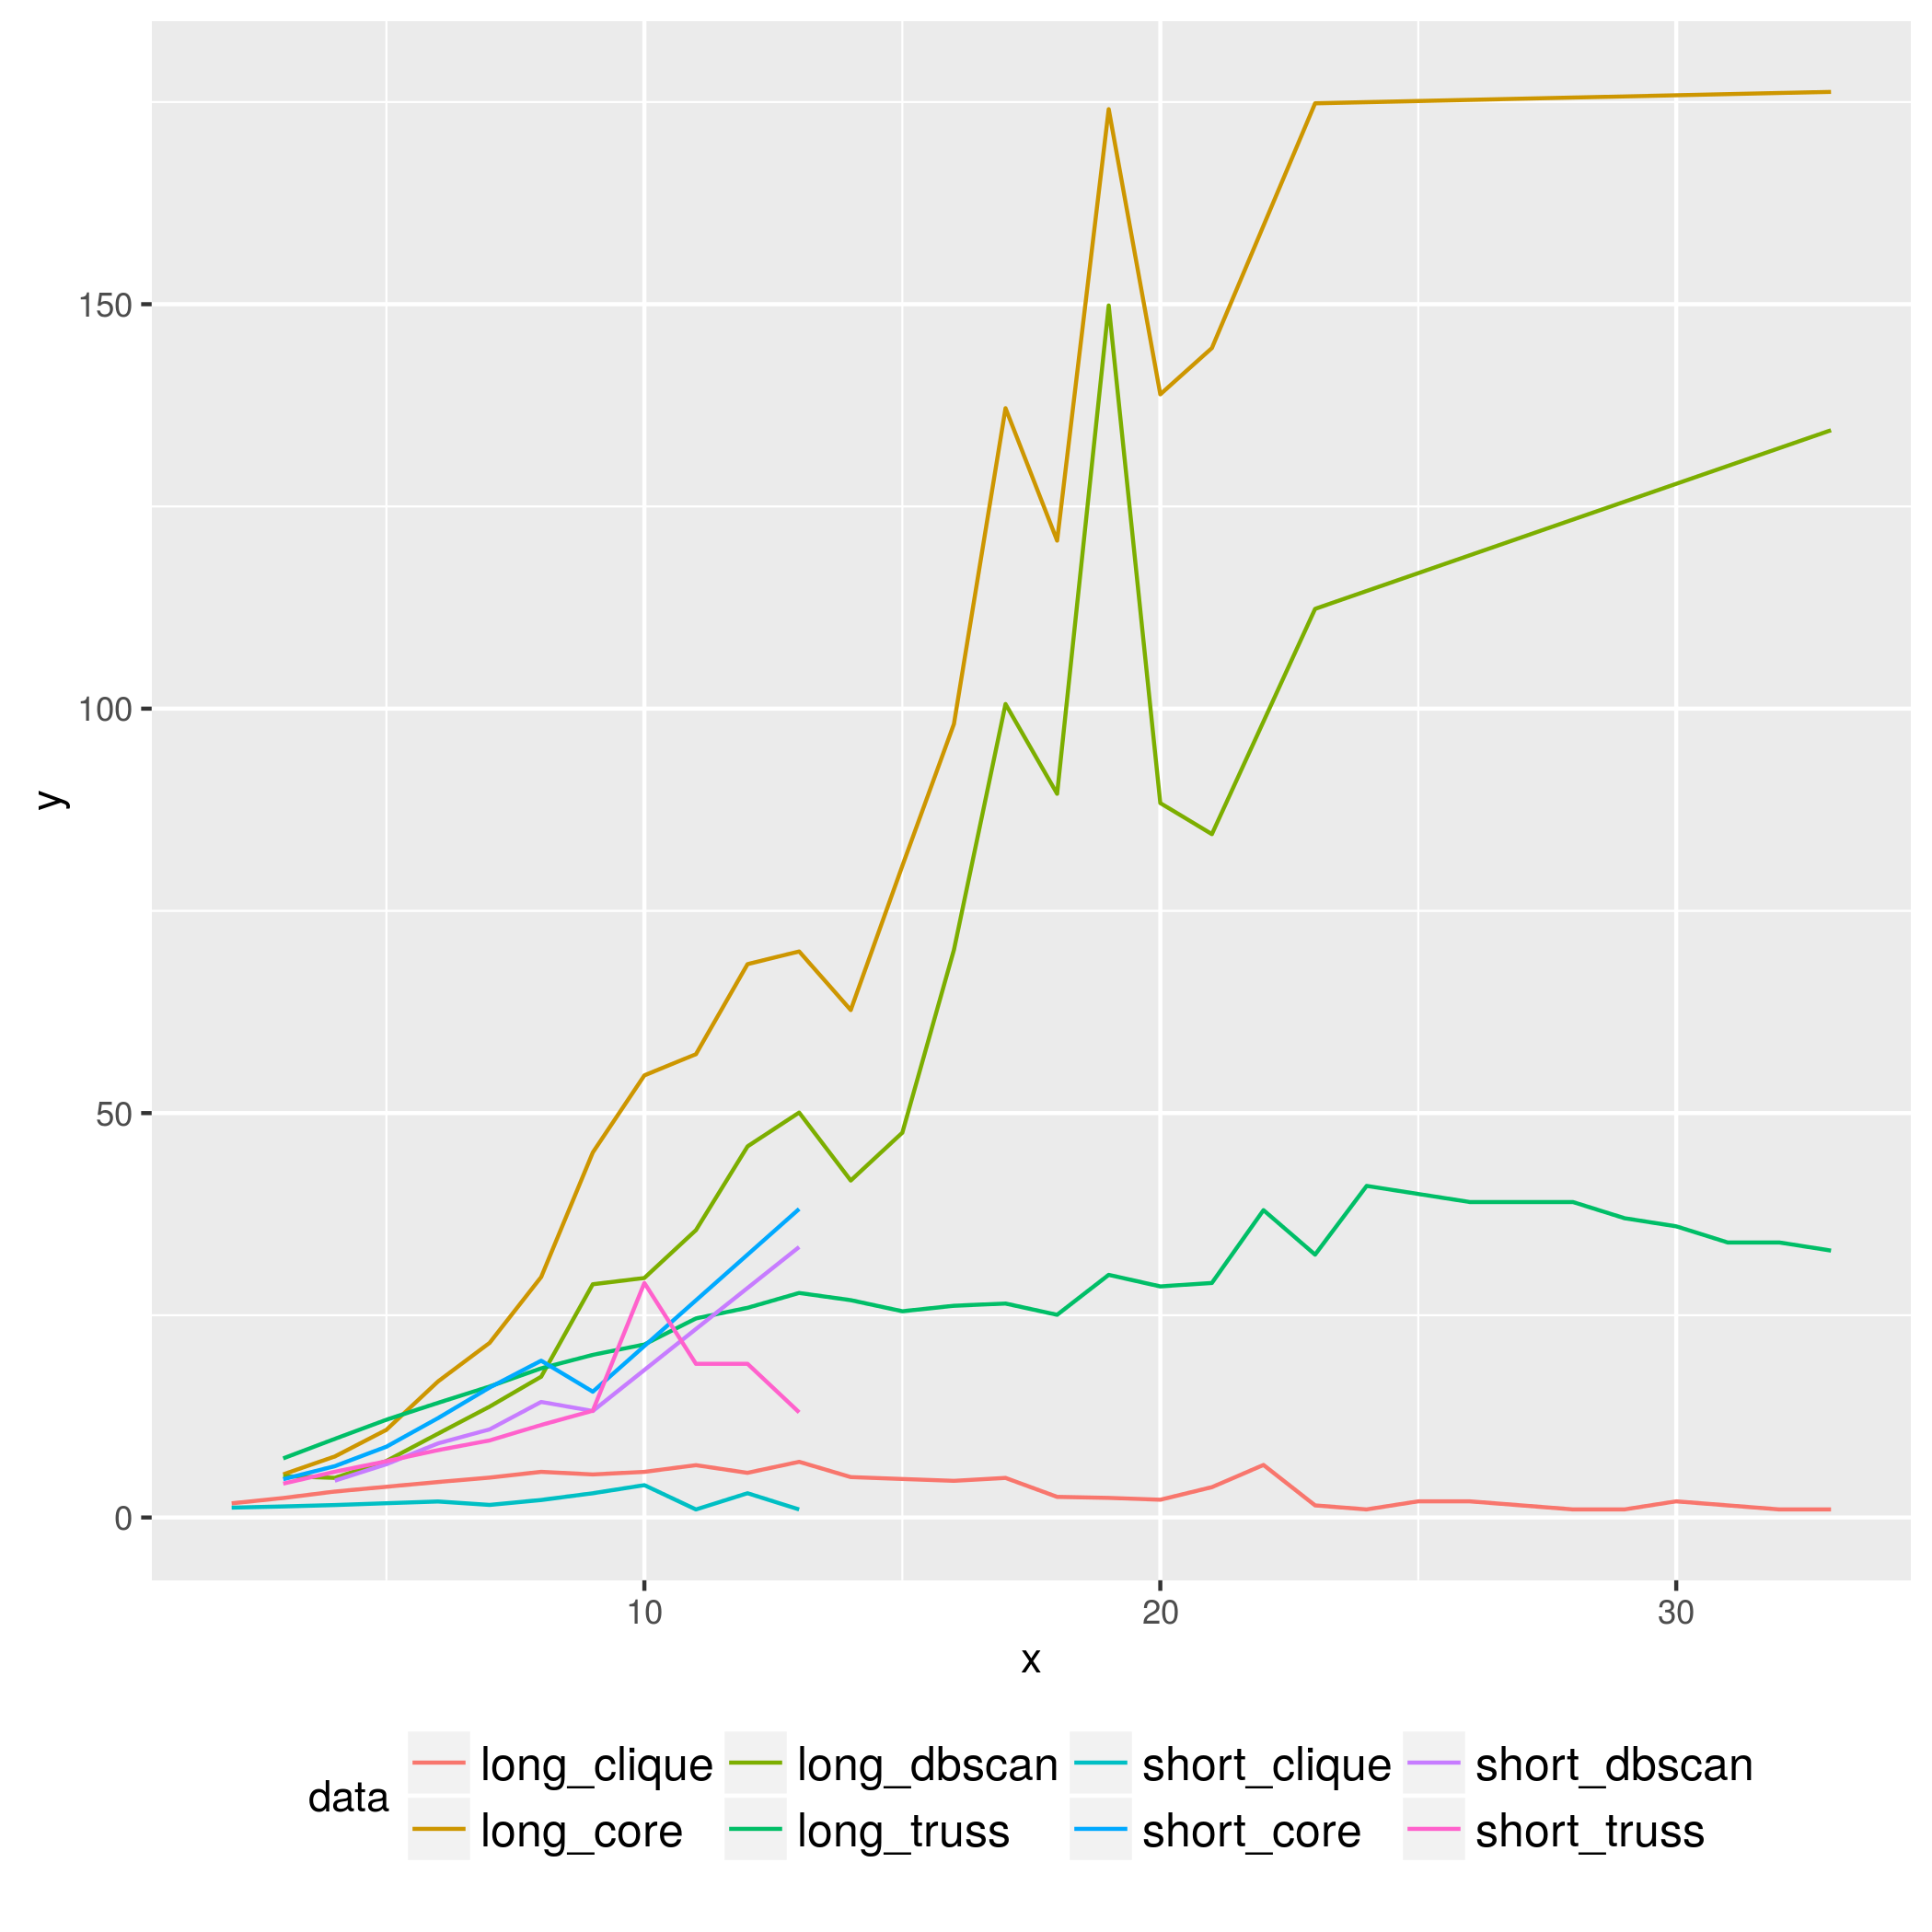 150
100
50
0
y
10 20 30
x
data
long_clique long_dbscan short_clique short_dbscan
long_core long_truss short_core short_truss